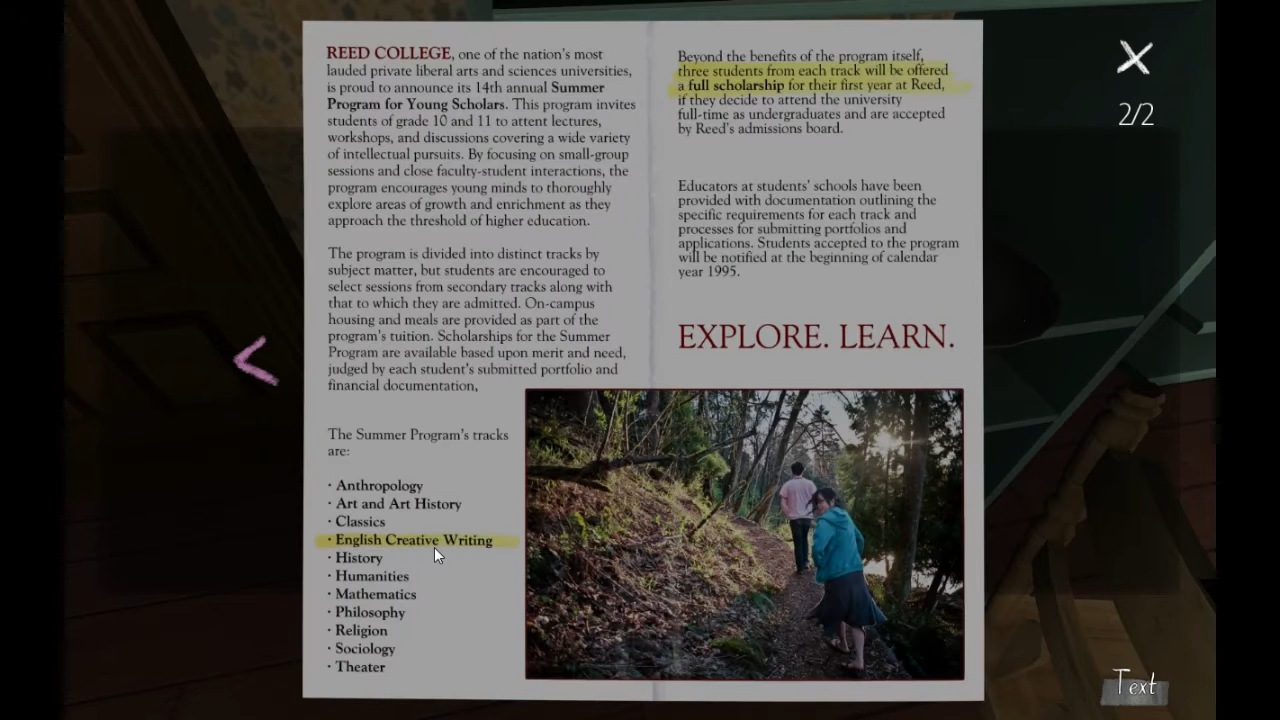 REED COLLEGE, one of the nation's most
lauded private liberal arts and sciences universities,
is proud to announce its 14th annual Summer
Program for Young Scholars. This program invites
students of grade 10 and 11 to attent lectures,
workshops, and discussions covering a wide variety
of intellectual pursuits. By focusing on small-group
sessions and close faculty-student interactions, the
program encourages young minds to thoroughly
explore areas of growth and enrichment as they
approach the threshold of higher education.
The program is divided into distinct tracks by
subject matter, but students are encouraged to
select sessions from secondary tracks along with
that to which they are admitted. On-campus
housing and meals are provided as part of the
program's tuition. Scholarships for the Summer
Program are available based upon merit and need,
judged by each student's submitted portfolio and
financial documentation,
The Summer Program's tracks
are:
· Anthropology
· Art and Art History
· Classics
· English Creative Writing
· History
· Humanities
· Mathematics
· Philosophy
· Religion
· Sociology
· Theater
Beyond the benefits of the program itself,
three students from each track will be offered
a full scholarship for their first year at Reed,
if they decide to attend the university
full-time as undergraduates and are accepted
by Reed's admissions board.
Educators at students' schools have been
provided with documentation outlining the
specific requirements for each track and
processes for submitting portfolios and
applications. Students accepted to the program
will be notified at the beginning of calendar
year 1995.
EXPLORE. LEARN.
2/2
Text